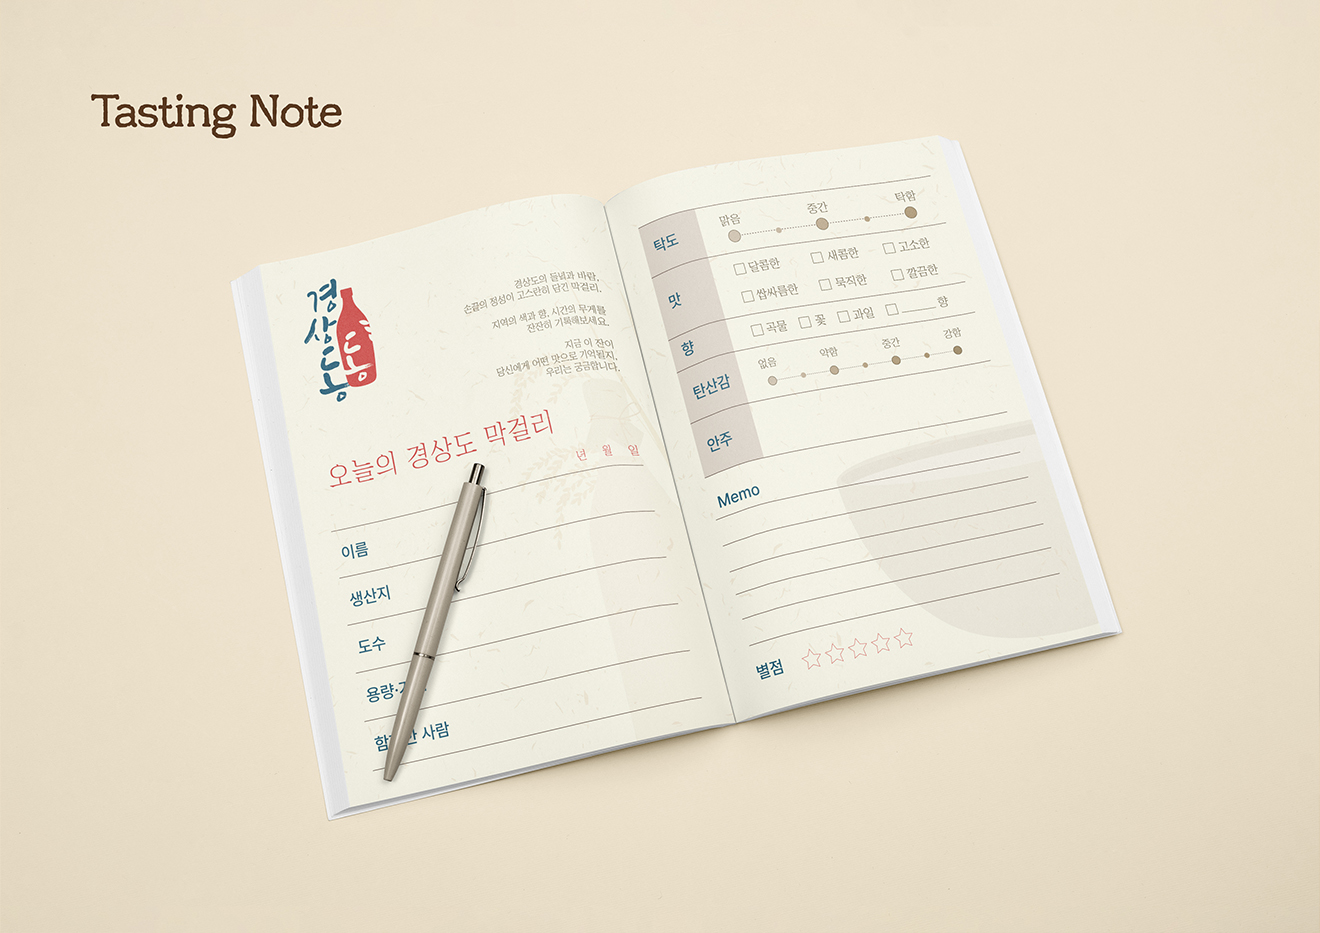 Tasting Note
경상도농
도농
경상도의 들녘과 바람,
손끝의 정성이 고스란히 담긴 막걸리.
지역의 색과 향, 시간의 무게를
잔잔히 기록해보세요.
지금 이 잔이
당신에게 어떤 맛으로 기억될지,
우리는 궁금합니다.
오늘의 경상도 막걸리
년 월 일
이름
생산지
도수
용량·
사람
탁도
맑음 중간 탁함
맛
달콤한 새콤한 고소한
쌉싸름한 묵직한 깔끔한
향
곡물 꽃 과일 ______향
탄산감
없음 약함 중간 강함
안주
Memo
별점